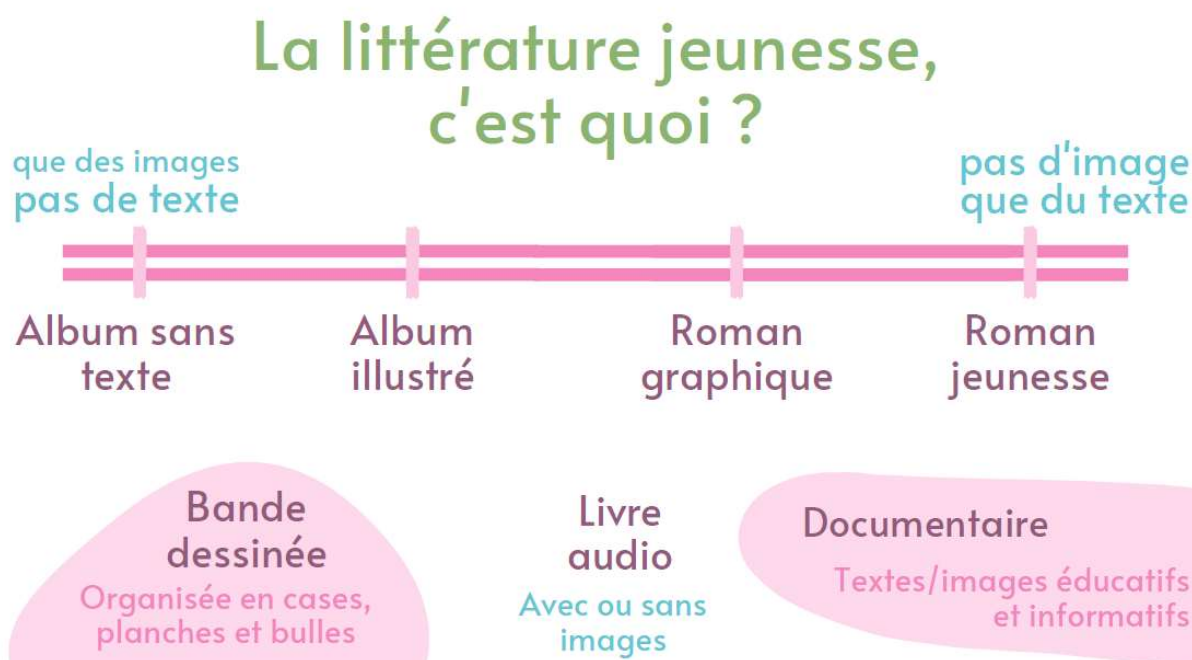 La littérature jeunesse,
c'est quoi ?
que des images
pas de texte
pas d'image
que du texte
Album sans
texte
Album
illustré
Roman
graphique
Roman
jeunesse
Bande
dessinée
Organisée en cases,
planches et bulles
Livre
audio
Avec ou sans
images
Documentaire
Textes/images éducatifs
et informatifs